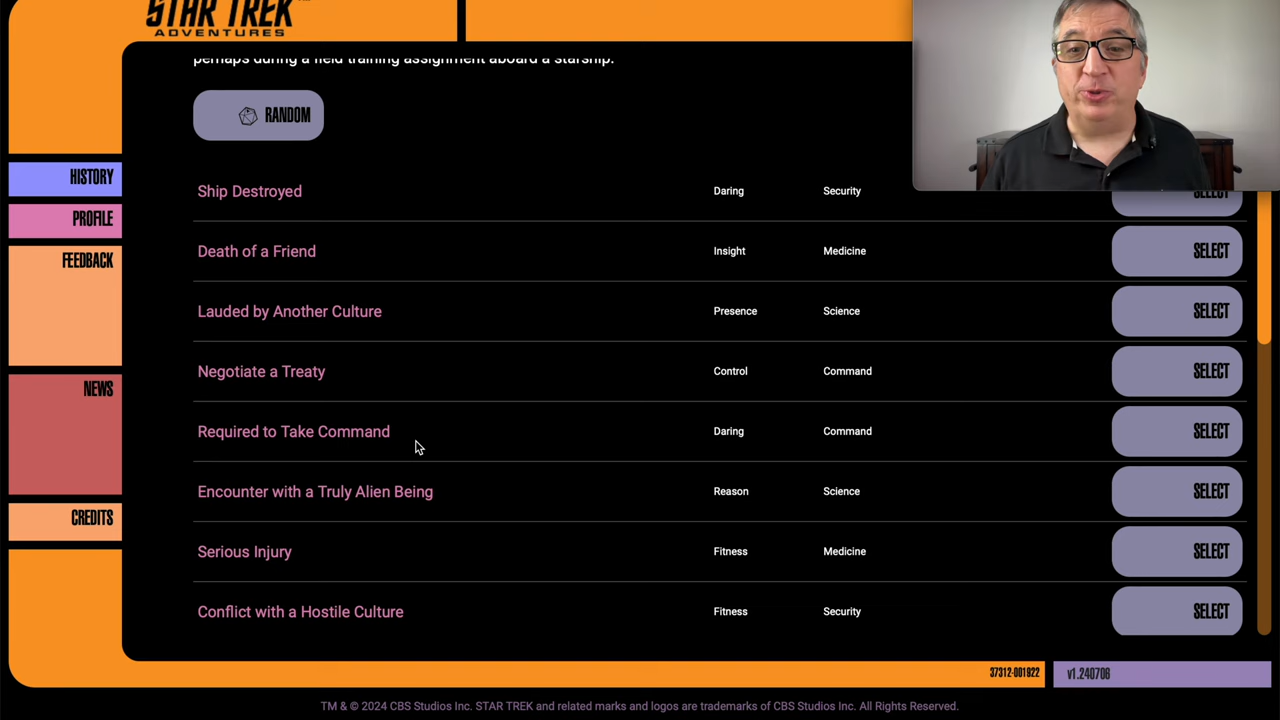 STAR TREK
ADVENTURES
perhaps during a field training assignment aboard a starship.
RANDOM
HISTORY
PROFILE
FEEDBACK
NEWS
CREDITS
Ship Destroyed Daring Security SELECT
Death of a Friend Insight Medicine SELECT
Lauded by Another Culture Presence Science SELECT
Negotiate a Treaty Control Command SELECT
Required to Take Command Daring Command SELECT
Encounter with a Truly Alien Being Reason Science SELECT
Serious Injury Fitness Medicine SELECT
Conflict with a Hostile Culture Fitness Security SELECT
37312-001922
v1.240706
TM & © 2024 CBS Studios Inc. STAR TREK and related marks and logos are trademarks of CBS Studios Inc. All Rights Reserved.